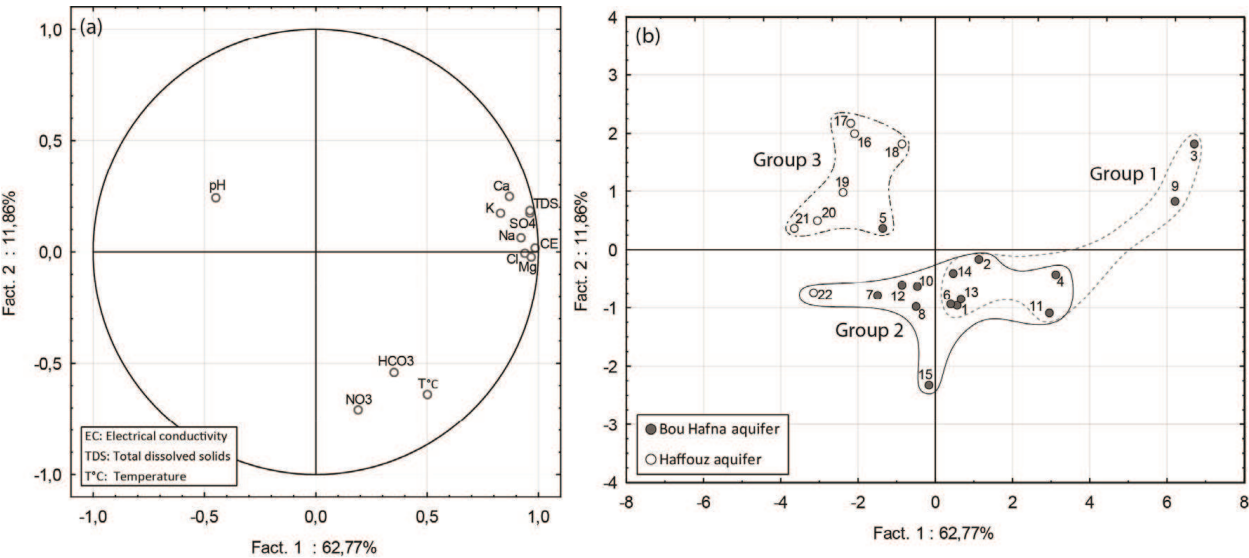 (a)
1,0
0,5
0,0
-0,5
-1,0
Fact. 2 : 11,86%
pH
Ca
TDS.
K
SO4
Na
CE
Cl
Mg
HCO3
T°C
NO3
EC: Electrical conductivity
TDS: Total dissolved solids
T°C: Temperature
-1,0 -0,5 0,0 0,5 1,0
Fact. 1 : 62,77%
(b)
4
3
2
1
0
-1
-2
-3
-4
Fact. 2 : 11,86%
17
16
18
Group 3
19
21 20
5
Group 1
3
9
2
14
4
22
7
12
10
6
13
1
11
8
Group 2
15
Bou Hafna aquifer
Haffouz aquifer
-8 -6 -4 -2 0 2 4 6 8
Fact. 1 : 62,77%